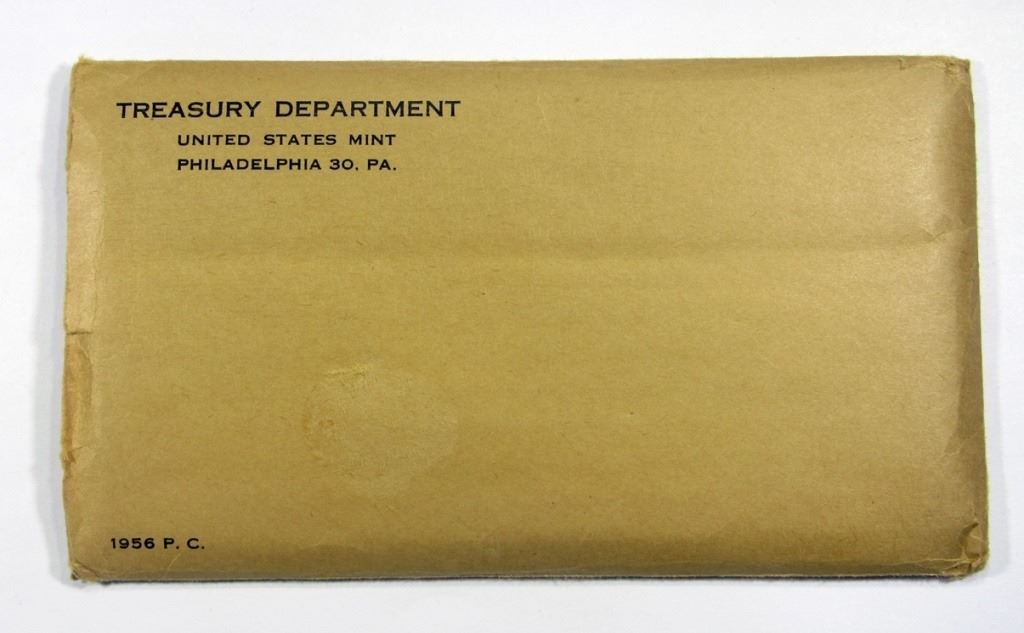 TREASURY DEPARTMENT
UNITED STATES MINT
PHILADELPHIA 30, PA.
1956 P. C.